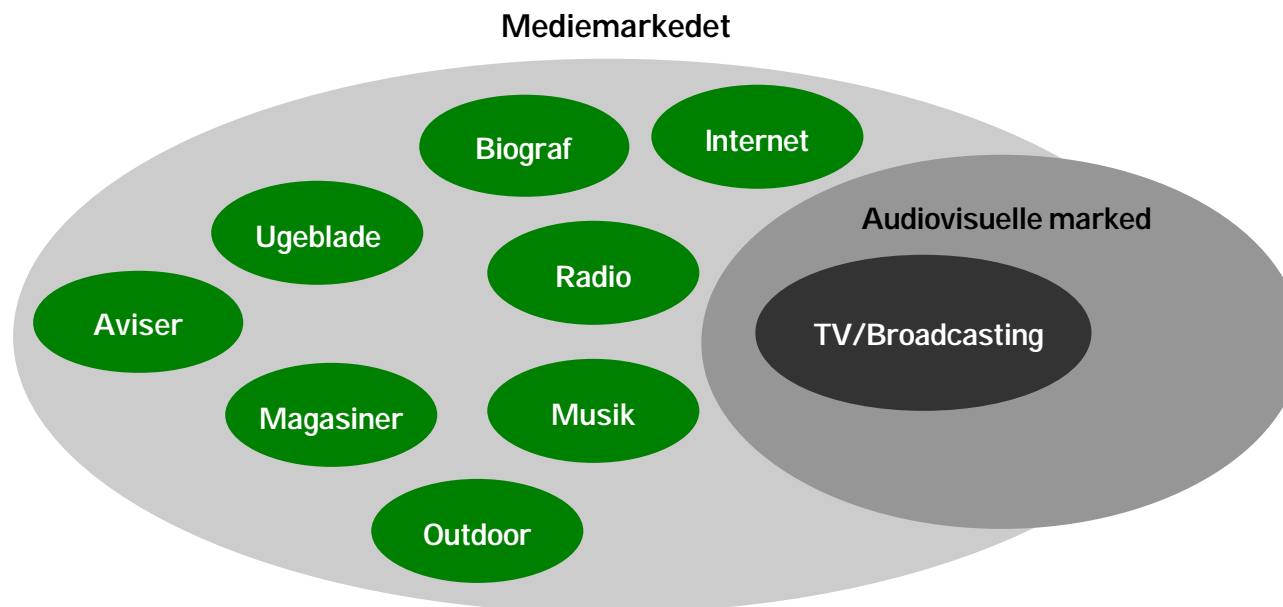 Mediemarkedet
Biograf
Internet
Ugeblade
Audiovisuelle marked
Radio
Aviser
TV/Broadcasting
Magasiner
Musik
Outdoor